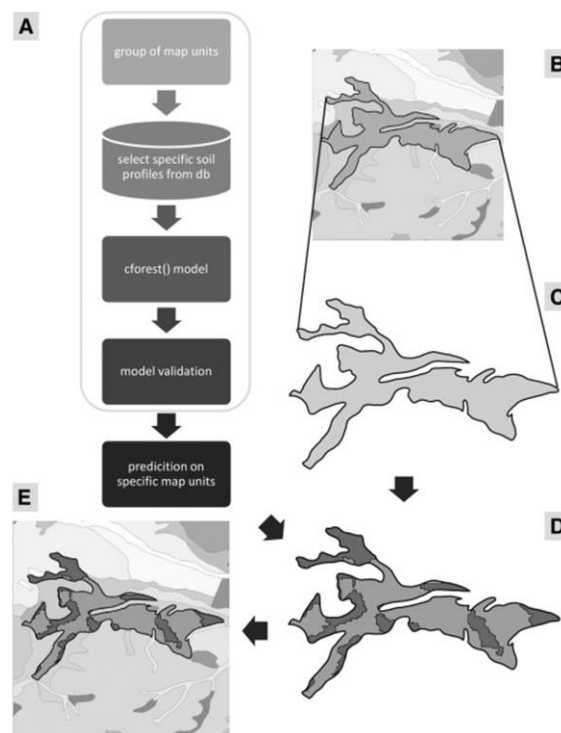 A
group of map units
select specific soil
profiles from db
cforest() model
model validation
predicition on
specific map units
B
C
D
E